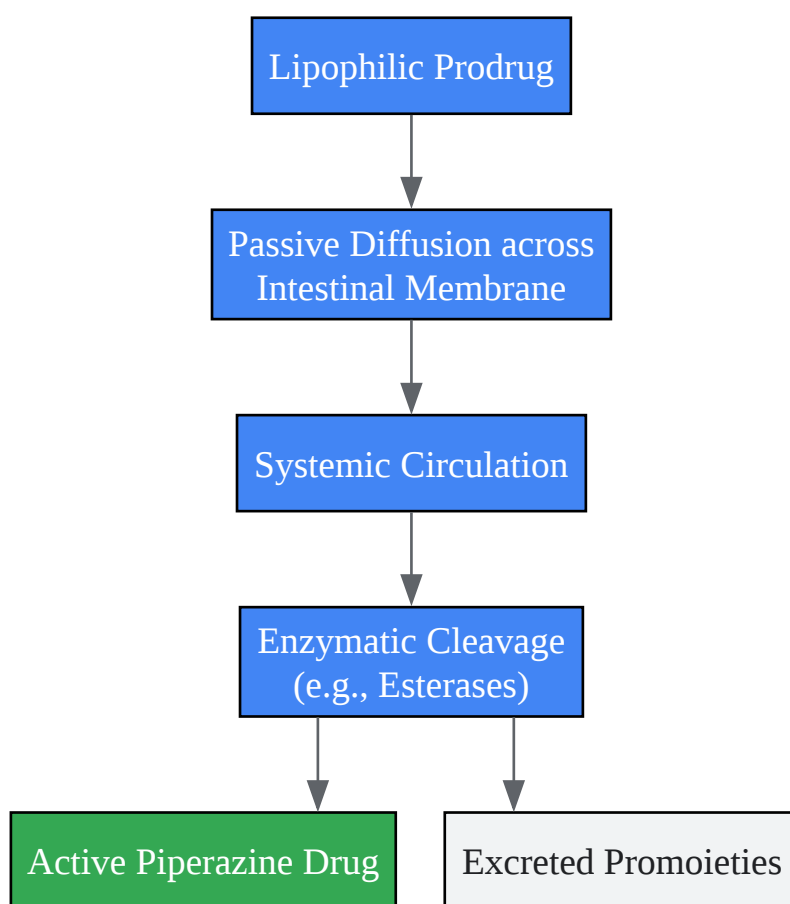 Lipophilic Prodrug
Passive Diffusion across
Intestinal Membrane
Systemic Circulation
Enzymatic Cleavage
(e.g., Esterases)
Active Piperazine Drug
Excreted Promoieties